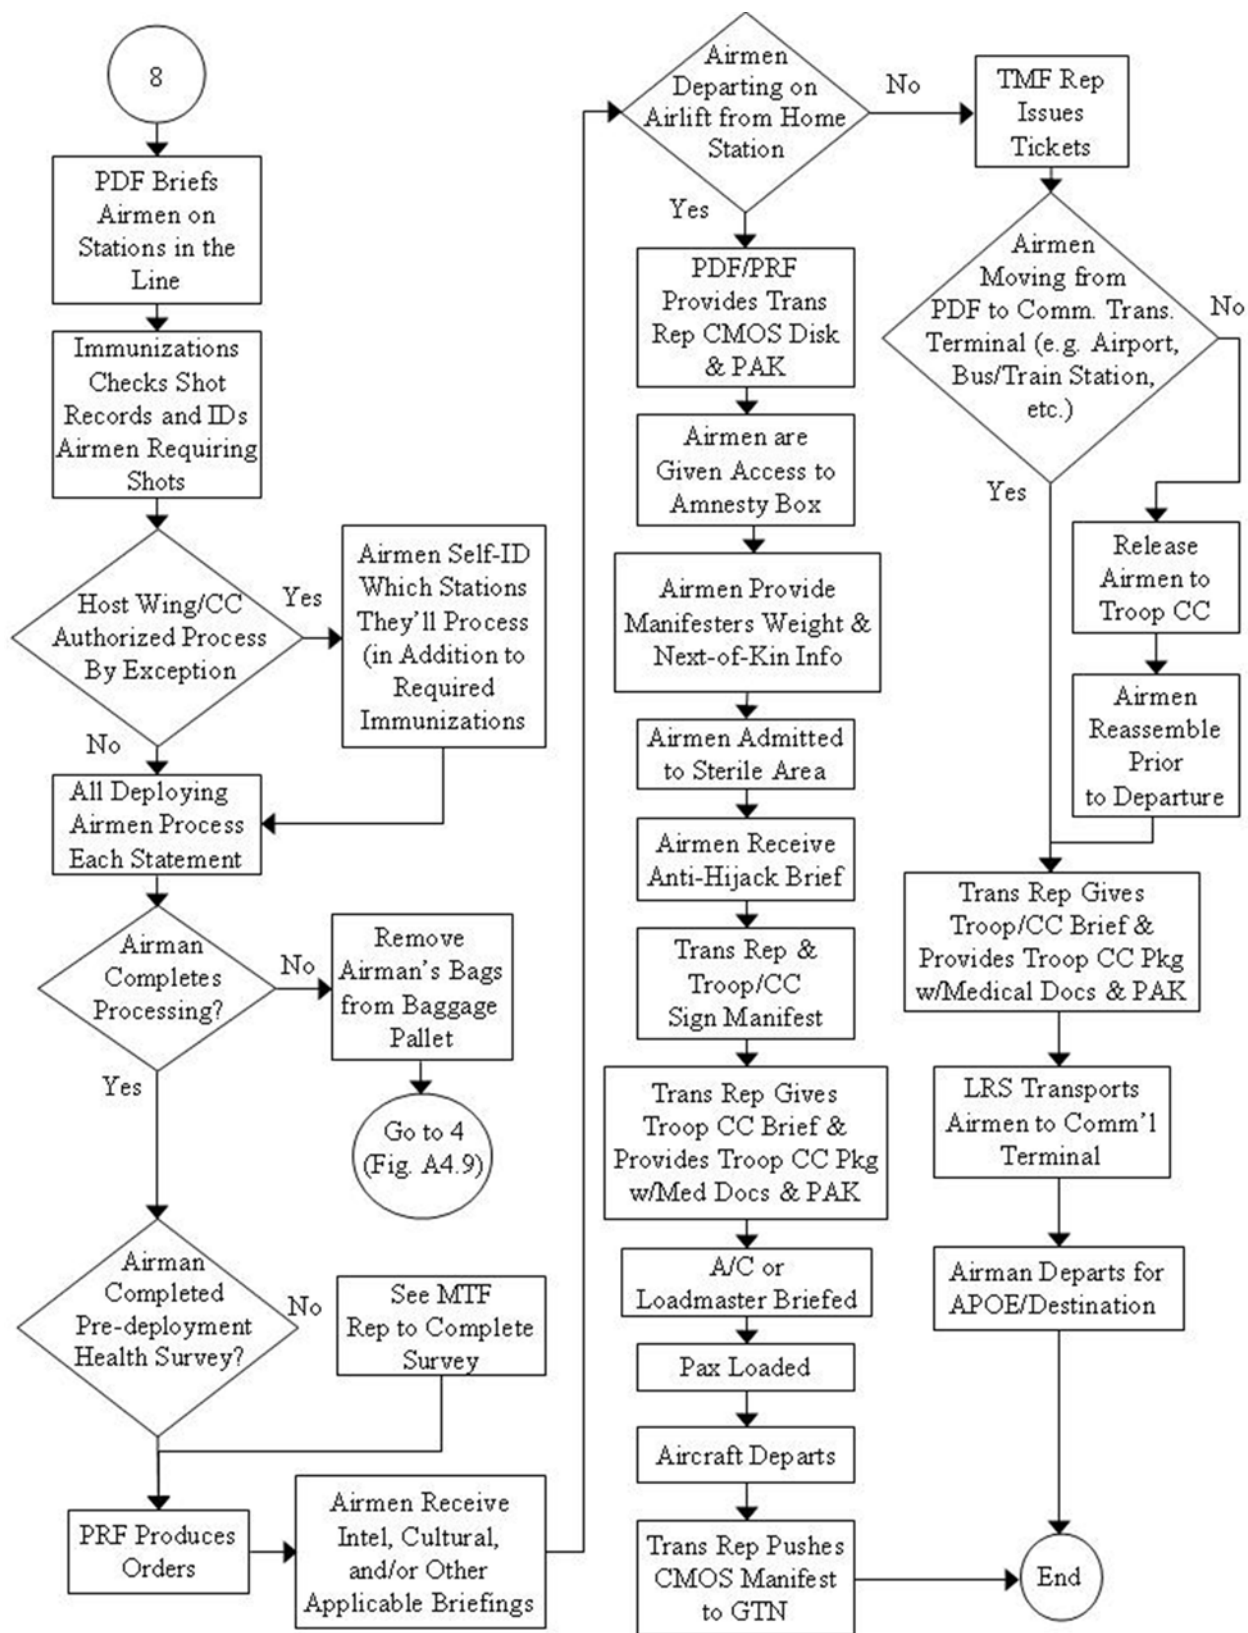 8
PDF Briefs
Airmen on
Stations in the
Line
Immunizations
Checks Shot
Records and IDs
Airmen Requiring
Shots
Host Wing/CC
Authorized Process
By Exception
Yes
Airmen Self-ID
Which Stations
They'll Process
(in Addition to
Required
Immunizations
No
All Deploying
Airmen Process
Each Statement
Airman
Completes
Processing?
No
Remove
Airman's Bags
from Baggage
Pallet
Go to 4
(Fig. A4.9)
Yes
Airman
Completed
Pre-deployment
Health Survey?
No
See MTF
Rep to Complete
Survey
PRF Produces
Orders
Airmen Receive
Intel, Cultural,
and/or Other
Applicable Briefings
Airmen
Departing on
Airlift from Home
Station
No
Yes
PDF/PRF
Provides Trans
Rep CMOS Disk
& PAK
Airmen are
Given Access to
Amnesty Box
Airmen Provide
Manifesters Weight &
Next-of-Kin Info
Airmen Admitted
to Sterile Area
Airmen Receive
Anti-Hijack Brief
Trans Rep &
Troop/CC
Sign Manifest
Trans Rep Gives
Troop CC Brief &
Provides Troop CC Pkg
w/Med Docs & PAK
A/C or
Loadmaster Briefed
Pax Loaded
Aircraft Departs
Trans Rep Pushes
CMOS Manifest
to GTN
TMF Rep
Issues
Tickets
Airmen
Moving from
PDF to Comm. Trans.
Terminal (e.g. Airport,
Bus/Train Station,
etc.)
No
Yes
Release
Airmen to
Troop CC
Airmen
Reassemble
Prior
to Departure
Trans Rep Gives
Troop/CC Brief &
Provides Troop CC Pkg
w/Medical Docs & PAK
LRS Transports
Airmen to Comm'l
Terminal
Airman Departs for
APOE/Destination
End